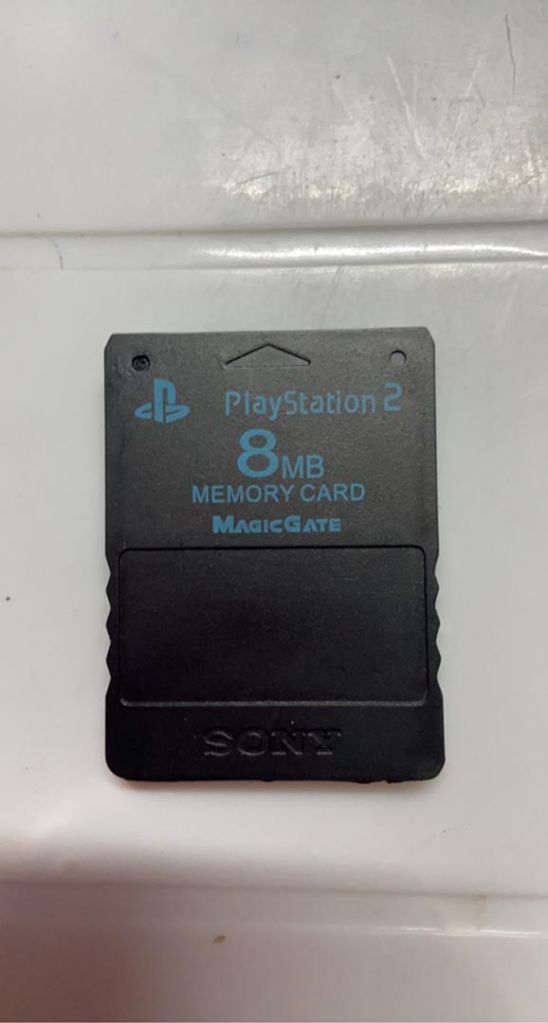 PlayStation 2
8MB
MEMORY CARD
MAGICGATE
SONY